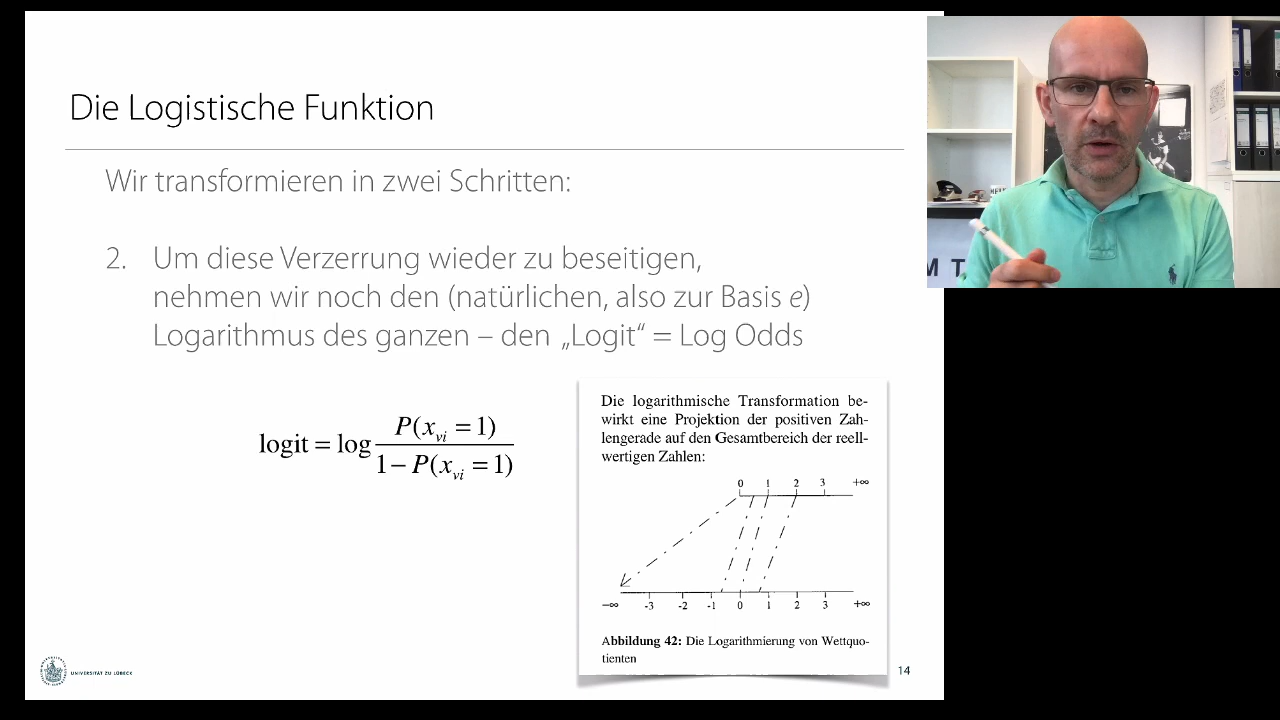 Die Logistische Funktion
Wir transformieren in zwei Schritten:
2. Um diese Verzerrung wieder zu beseitigen,
nehmen wir noch den (natürlichen, also zur Basis e)
Logarithmus des ganzen – den „Logit“ = Log Odds
logit = log P(x_vi = 1) / 1 − P(x_vi = 1)
Die logarithmische Transformation be-
wirkt eine Projektion der positiven Zah-
lengerade auf den Gesamtbereich der reell-
wertigen Zahlen:
0 1 2 3 +∞
−∞ -3 -2 -1 0 1 2 3 +∞
Abbildung 42: Die Logarithmierung von Wettquo-
tienten
UNIVERSITÄT ZU LÜBECK
14
M T